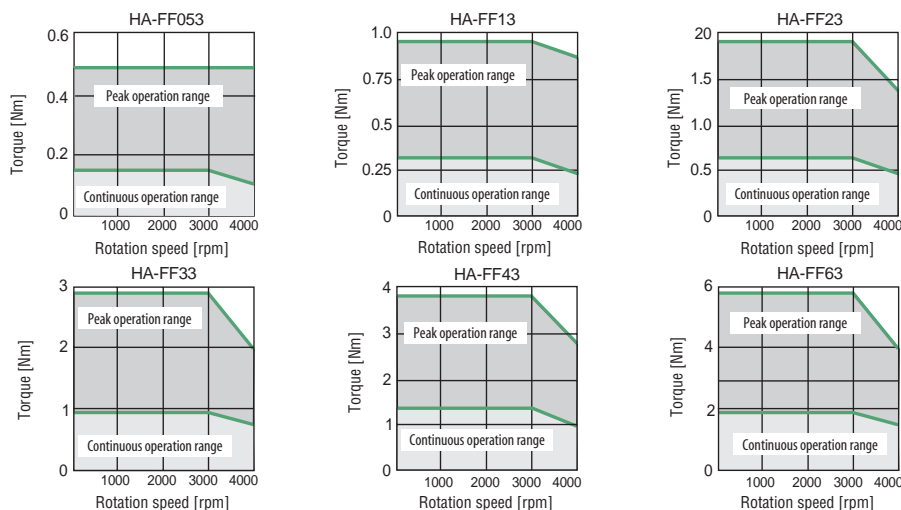 HA-FF053
0.6
0.4
0.2
0
Torque [Nm]
Peak operation range
Continuous operation range
1000 2000 3000 4000
Rotation speed [rpm]
HA-FF13
1.0
0.75
0.5
0.25
0
Torque [Nm]
Peak operation range
Continuous operation range
1000 2000 3000 4000
Rotation speed [rpm]
HA-FF23
20
1.5
1.0
0.5
0
Torque [Nm]
Peak operation range
Continuous operation range
1000 2000 3000 4000
Rotation speed [rpm]
HA-FF33
3
2
1
0
Torque [Nm]
Peak operation range
Continuous operation range
1000 2000 3000 4000
Rotation speed [rpm]
HA-FF43
4
3
2
1
0
Torque [Nm]
Peak operation range
Continuous operation range
1000 2000 3000 4000
Rotation speed [rpm]
HA-FF63
6
4
2
0
Torque [Nm]
Peak operation range
Continuous operation range
1000 2000 3000 4000
Rotation speed [rpm]